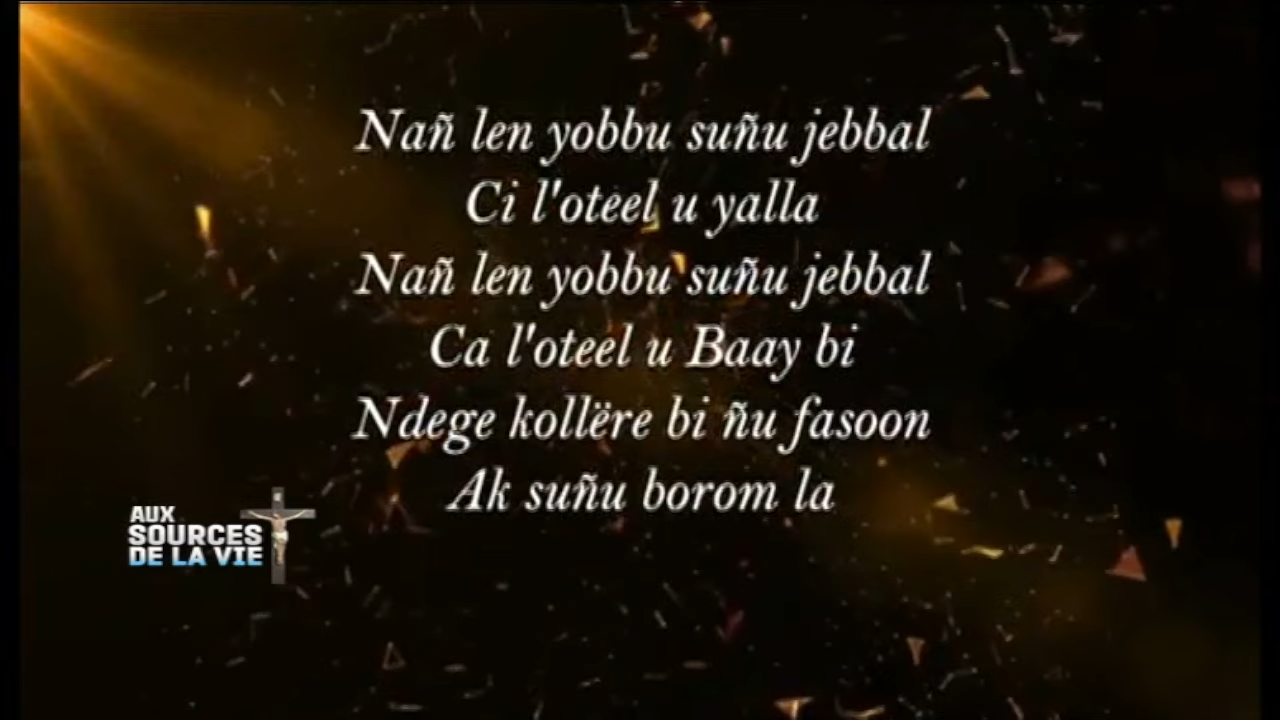 Nañ len yobbu suñu jebbal
Ci l'oteel u yalla
Nañ len yobbu suñu jebbal
Ca l'oteel u Baay bi
Ndege kollëre bi ñu fasoon
Ak suñu borom la
AUX
SOURCES
DE LA VIE